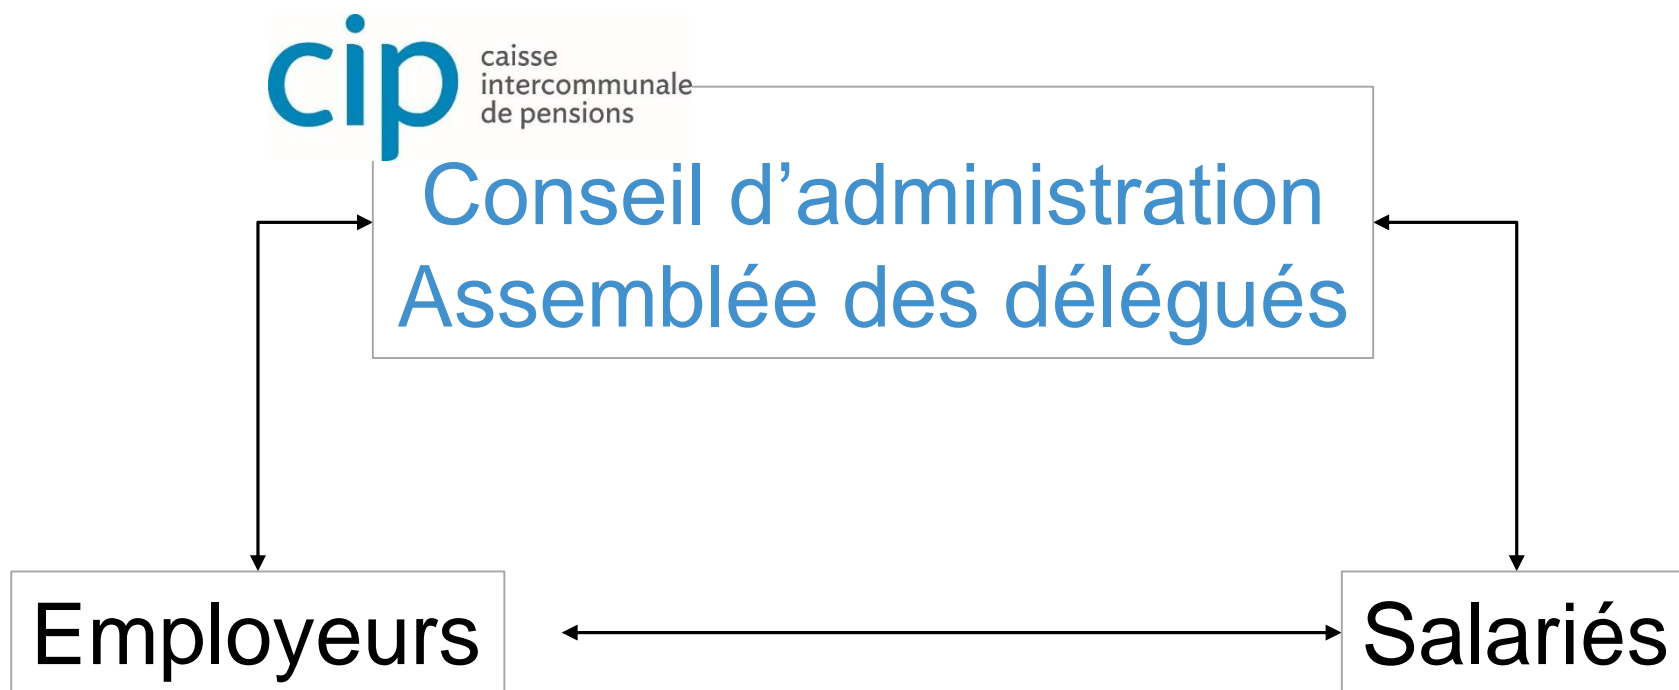 cip
caisse
intercommunale
de pensions
Conseil d’administration
Assemblée des délégués
Employeurs
Salariés